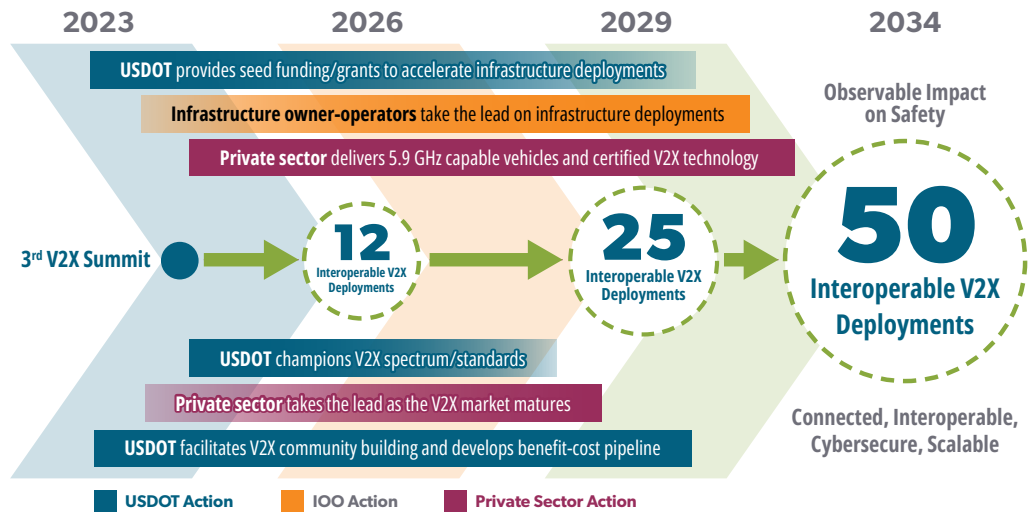 2023 2026 2029 2034
USDOT provides seed funding/grants to accelerate infrastructure deployments
Infrastructure owner-operators take the lead on infrastructure deployments
Private sector delivers 5.9 GHz capable vehicles and certified V2X technology
Observable Impact
on Safety
3rd V2X Summit
12
Interoperable V2X
Deployments
25
Interoperable V2X
Deployments
50
Interoperable V2X
Deployments
USDOT champions V2X spectrum/standards
Private sector takes the lead as the V2X market matures
USDOT facilitates V2X community building and develops benefit-cost pipeline
Connected, Interoperable,
Cybersecure, Scalable
USDOT Action IOO Action Private Sector Action